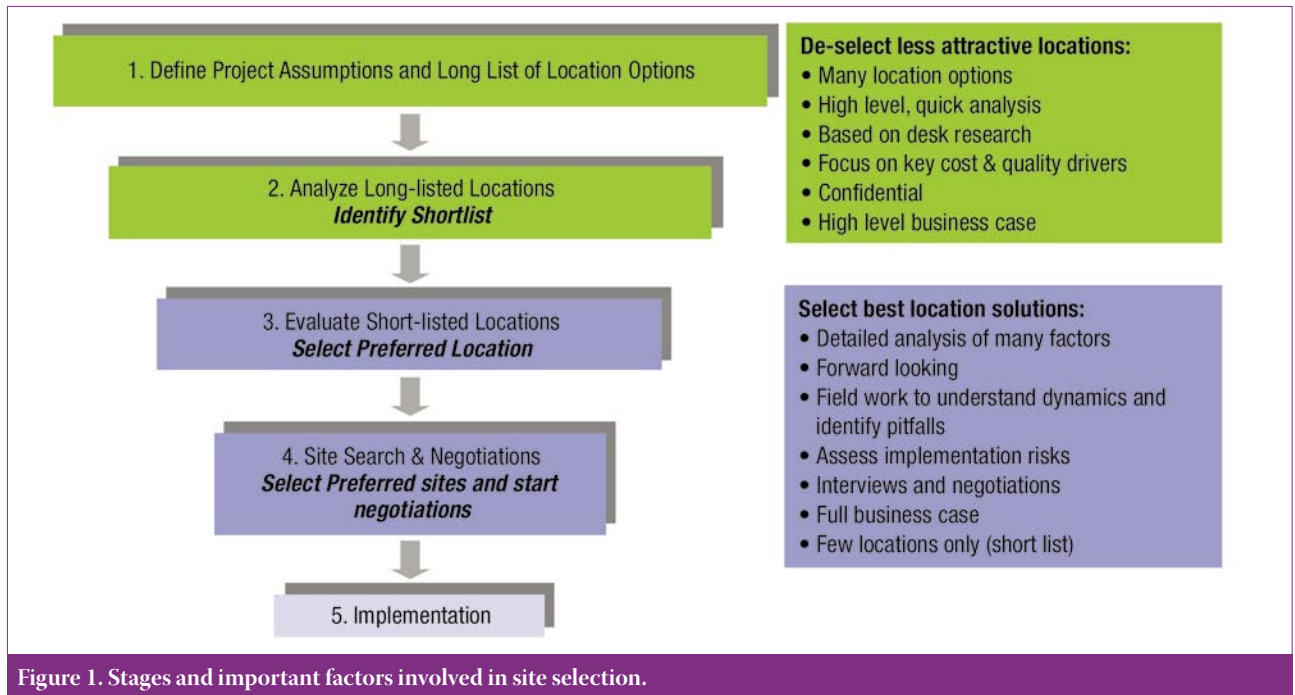 1. Define Project Assumptions and Long List of Location Options
2. Analyze Long-listed Locations
Identify Shortlist
3. Evaluate Short-listed Locations
Select Preferred Location
4. Site Search & Negotiations
Select Preferred sites and start
negotiations
5. Implementation
De-select less attractive locations:
• Many location options
• High level, quick analysis
• Based on desk research
• Focus on key cost & quality drivers
• Confidential
• High level business case
Select best location solutions:
• Detailed analysis of many factors
• Forward looking
• Field work to understand dynamics and
identify pitfalls
• Assess implementation risks
• Interviews and negotiations
• Full business case
• Few locations only (short list)
Figure 1. Stages and important factors involved in site selection.